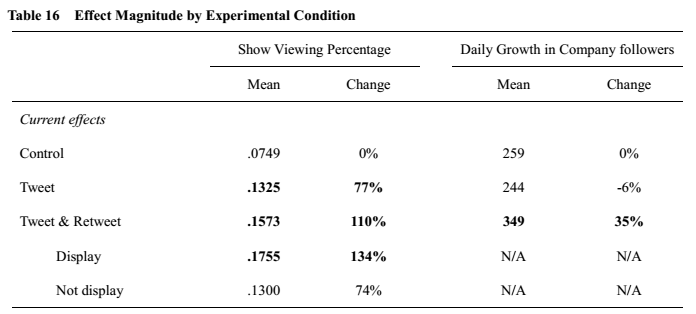 Table 16 Effect Magnitude by Experimental Condition
Show Viewing Percentage Daily Growth in Company followers
Mean Change Mean Change
Current effects
Control .0749 0% 259 0%
Tweet .1325 77% 244 -6%
Tweet & Retweet .1573 110% 349 35%
Display .1755 134% N/A N/A
Not display .1300 74% N/A N/A